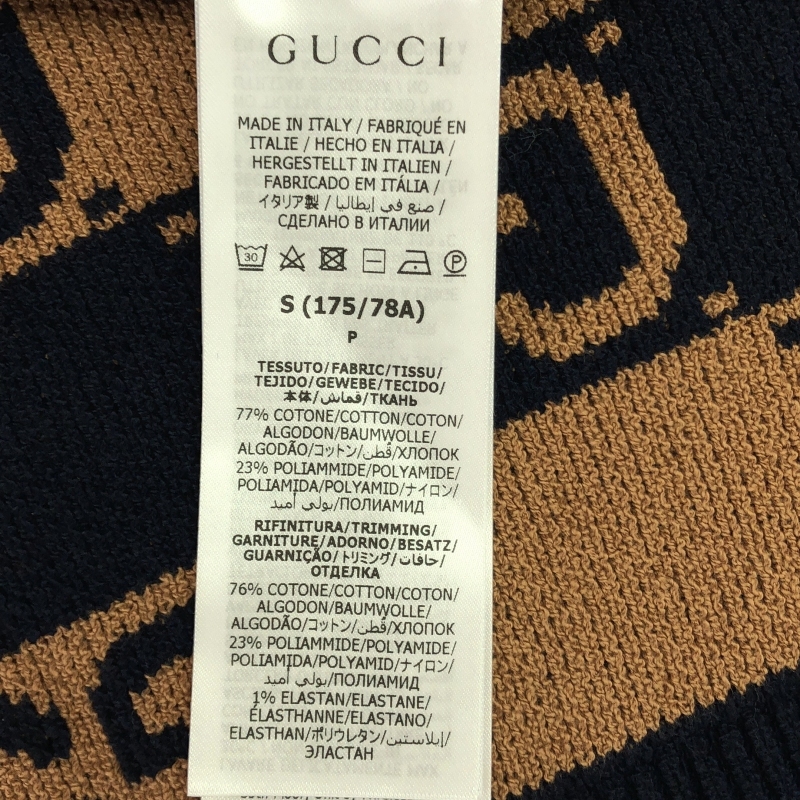 GUCCI
MADE IN ITALY / FABRIQUÉ EN
ITALIE / HECHO EN ITALIA /
HERGESTELLT IN ITALIEN /
FABRICADO EM ITÁLIA /
イタリア製 / صنع في إيطاليا /
СДЕЛАНО В ИТАЛИИ
30
P
S (175/78A)
P
TESSUTO/FABRIC/TISSU/
TEJIDO/GEWEBE/TECIDO/
本体/قماش/ТКАНЬ
77% COTONE/COTTON/COTON/
ALGODON/BAUMWOLLE/
ALGODÃO/コットン/قطن/ХЛОПОК
23% POLIAMMIDE/POLYAMIDE/
POLIAMIDA/POLYAMID/ナイロン/
بولي أميد/ПОЛИАМИД
RIFINITURA/TRIMMING/
GARNITURE/ADORNO/BESATZ/
GUARNIÇÃO/トリミング/حافات/
ОТДЕЛКА
76% COTONE/COTTON/COTON/
ALGODON/BAUMWOLLE/
ALGODÃO/コットン/قطن/ХЛОПОК
23% POLIAMMIDE/POLYAMIDE/
POLIAMIDA/POLYAMID/ナイロン/
بولي أميد/ПОЛИАМИД
1% ELASTAN/ELASTANE/
ÉLASTHANNE/ELASTANO/
ELASTHAN/ポリウレタン/إيلاستين/
ЭЛАСТАН